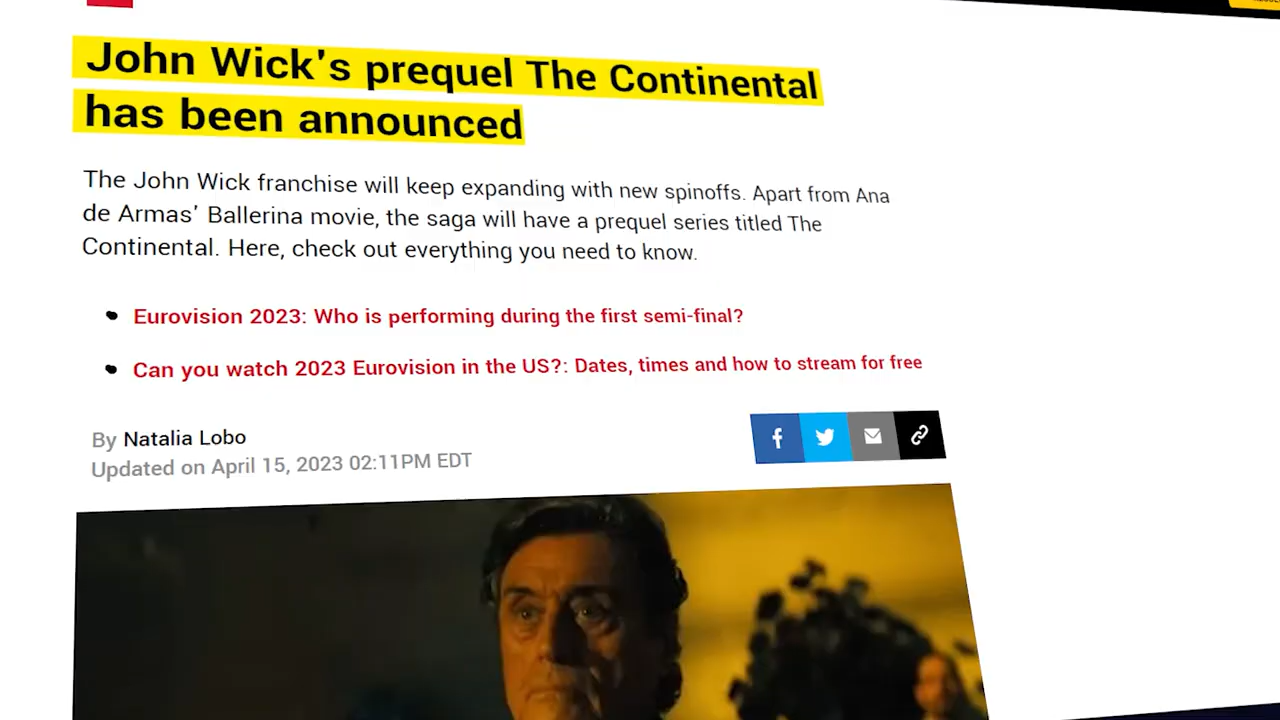 John Wick's prequel The Continental
has been announced
The John Wick franchise will keep expanding with new spinoffs. Apart from Ana
de Armas' Ballerina movie, the saga will have a prequel series titled The
Continental. Here, check out everything you need to know.
Eurovision 2023: Who is performing during the first semi-final?
Can you watch 2023 Eurovision in the US?: Dates, times and how to stream for free
By Natalia Lobo
Updated on April 15, 2023 02:11PM EDT